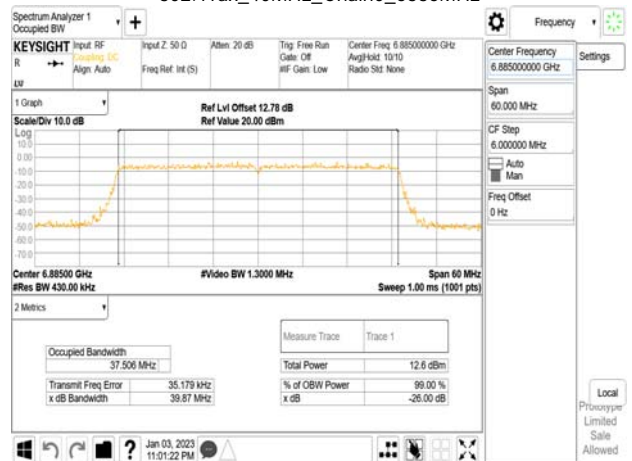 Spectrum Analyzer 1
Occupied BW
+
Frequency
KEYSIGHT
R
LXI
Input: RF
Coupling: DC
Align: Auto
Input Z: 50 Ω
Freq Ref: Int (S)
Atten: 20 dB
Trig: Free Run
Gate: Off
#IF Gain: Low
Center Freq: 6.885000000 GHz
Avg|Hold: 10/10
Radio Std: None
Center Frequency
6.885000000 GHz
Settings
Span
60.000 MHz
CF Step
6.000000 MHz
Auto
Man
Freq Offset
0 Hz
1 Graph
Scale/Div 10.0 dB
Ref Lvl Offset 12.78 dB
Ref Value 20.00 dBm
Log
10.0
0.00
-10.0
-20.0
-30.0
-40.0
-50.0
-60.0
-70.0
Center 6.88500 GHz
#Res BW 430.00 kHz
#Video BW 1.3000 MHz
Span 60 MHz
Sweep 1.00 ms (1001 pts)
2 Metrics
Measure Trace Trace 1
Occupied Bandwidth
37.506 MHz
Total Power 12.6 dBm
Transmit Freq Error 35.179 kHz
% of OBW Power 99.00 %
x dB Bandwidth 39.87 MHz
x dB -26.00 dB
Local
Prototype
Limited
Sale
Allowed
?
Jan 03, 2023
11:01:22 PM